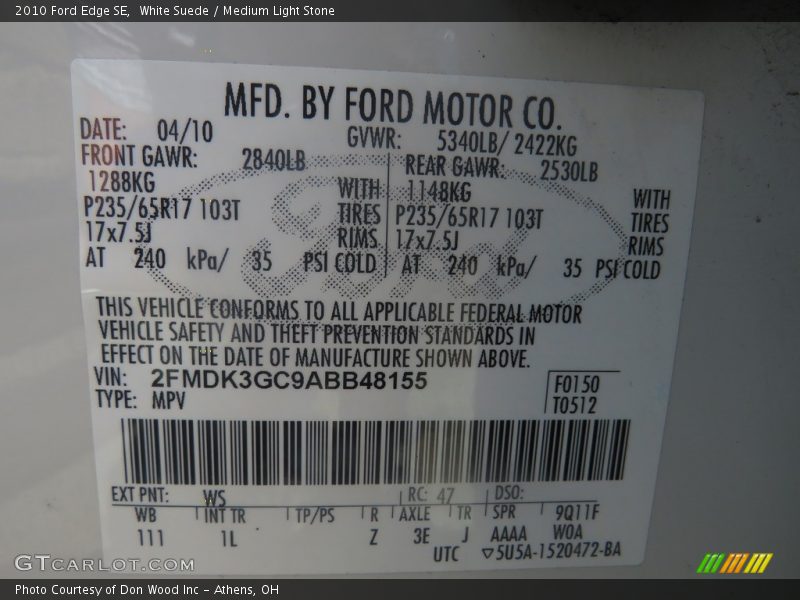 2010 Ford Edge SE,  White Suede / Medium Light Stone
MFD. BY FORD MOTOR CO.
DATE: 04/10 GVWR: 5340LB/ 2422KG
FRONT GAWR: 2840LB REAR GAWR: 2530LB
1288KG WITH 1148KG WITH
P235/65R17 103T TIRES P235/65R17 103T TIRES
17x7.5J RIMS 17x7.5J RIMS
AT 240 kPa/ 35 PSI COLD AT 240 kPa/ 35 PSI COLD
Ford
THIS VEHICLE CONFORMS TO ALL APPLICABLE FEDERAL MOTOR
VEHICLE SAFETY AND THEFT PREVENTION STANDARDS IN
EFFECT ON THE DATE OF MANUFACTURE SHOWN ABOVE.
VIN: 2FMDK3GC9ABB48155 F0150
TYPE: MPV T0512
EXT PNT: WS RC: 47 DSO:
WB INT TR TP/PS R AXLE TR SPR 9Q11F
111 1L Z 3E J AAAA W0A
UTC ▽5U5A-1520472-BA
GTCARLOT.COM
Photo Courtesy of Don Wood Inc – Athens, OH